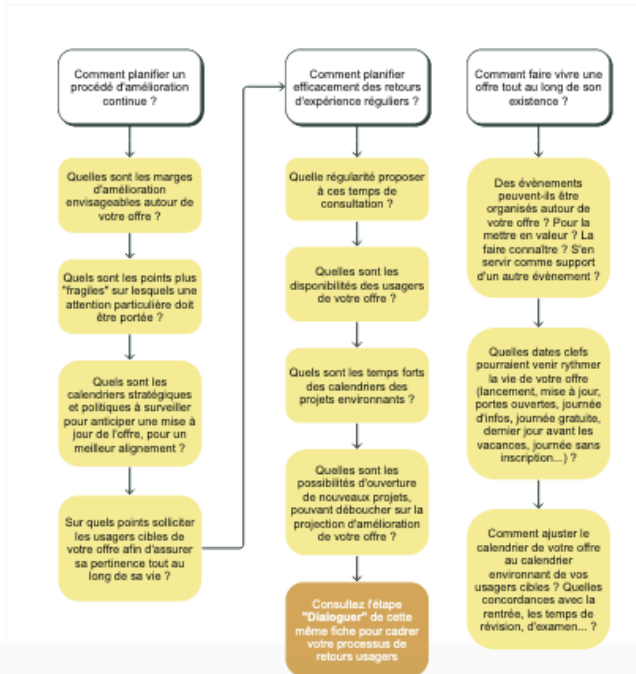 Comment planifier un
procédé d'amélioration
continue ?
Quelles sont les marges
d'amélioration
envisageables autour de
votre offre ?
Quels sont les points plus
"fragiles" sur lesquels une
attention particulière doit
être portée ?
Quels sont les
calendriers stratégiques
et politiques à surveiller
pour anticiper une mise à
jour de l'offre, pour un
meilleur alignement ?
Sur quels points solliciter
les usagers cibles de
votre offre afin d'assurer
sa pertinence tout au
long de sa vie ?
Comment planifier
efficacement des retours
d'expérience réguliers ?
Quelle régularité proposer
à ces temps de
consultation ?
Quelles sont les
disponibilités des usagers
de votre offre ?
Quels sont les temps forts
des calendriers des
projets environnants ?
Quelles sont les
possibilités d'ouverture
de nouveaux projets,
pouvant déboucher sur la
projection d'amélioration
de votre offre ?
Consultez l'étape
"Dialoguer" de cette
même fiche pour cadrer
votre processus de
retours usagers
Comment faire vivre une
offre tout au long de son
existence ?
Des évènements
peuvent-ils être
organisés autour de
votre offre ? Pour la
mettre en valeur ? La
faire connaître ? S'en
servir comme support
d'un autre évènement ?
Quelles dates clefs
pourraient venir rythmer
la vie de votre offre
(lancement, mise à jour,
portes ouvertes, journée
d'infos, journée gratuite,
dernier jour avant les
vacances, journée sans
inscription...) ?
Comment ajuster le
calendrier de votre offre
au calendrier
environnant de vos
usagers cibles ? Quelles
concordances avec la
rentrée, les temps de
révision, d'examen... ?